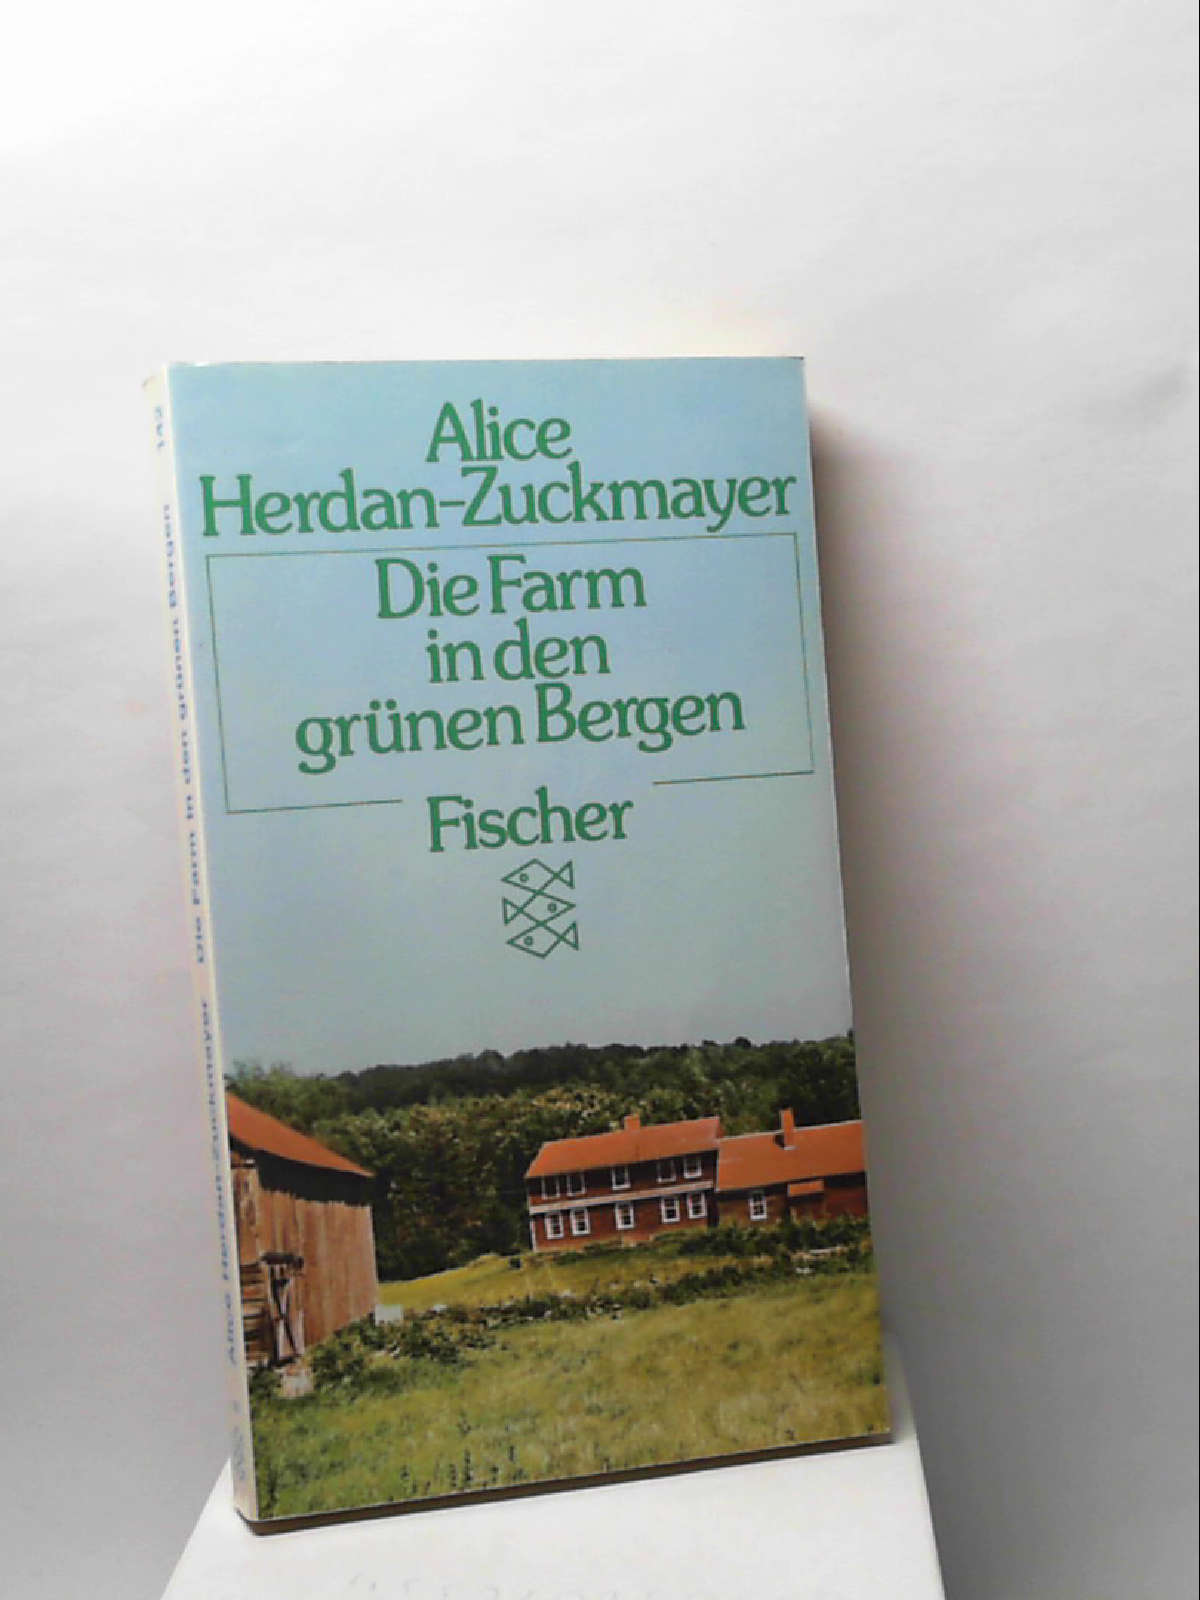 Alice
Herdan-Zuckmayer
Die Farm
in den
grünen Bergen
Fischer
Alice Herdan-Zuckmayer Die Farm in den grünen Bergen 142